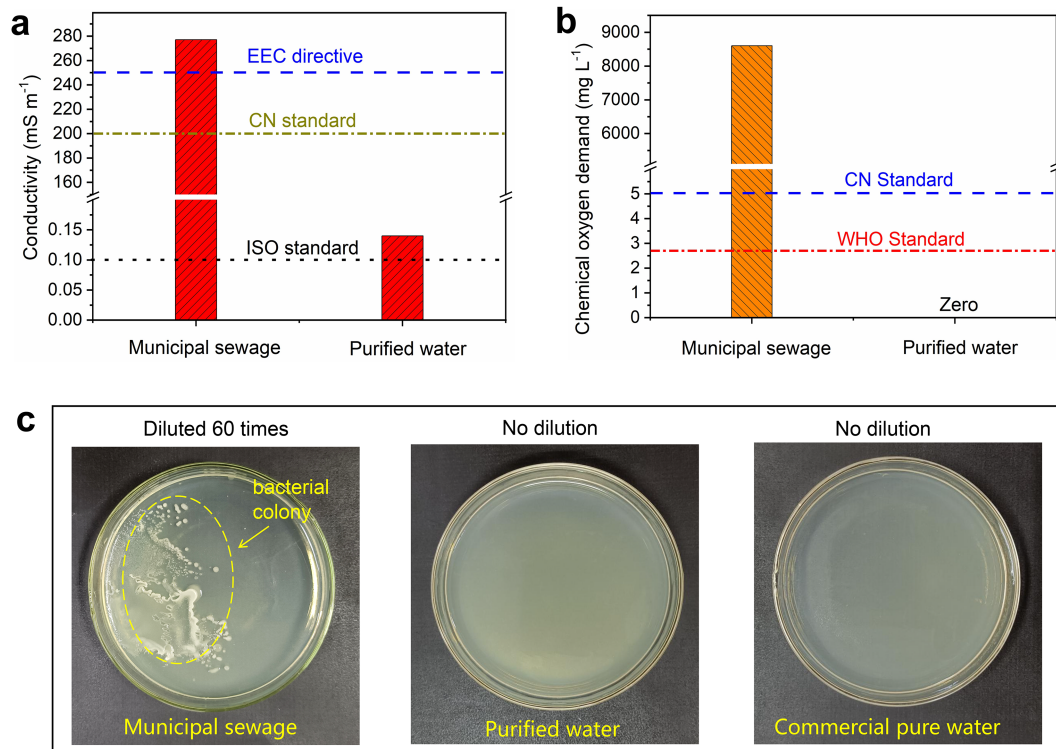 a
Conductivity (mS m⁻¹)
280
260
240
220
200
180
160
0.15
0.10
0.05
0.00
EEC directive
CN standard
ISO standard
Municipal sewage
Purified water
b
Chemical oxygen demand (mg L⁻¹)
9000
8000
7000
6000
5
4
3
2
1
0
CN Standard
WHO Standard
Zero
Municipal sewage
Purified water
c
Diluted 60 times
bacterial
colony
Municipal sewage
No dilution
Purified water
No dilution
Commercial pure water